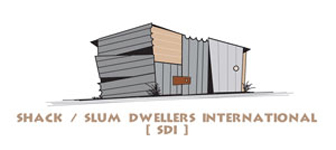 SHACK / SLUM DWELLERS INTERNATIONAL
[ SDI ]